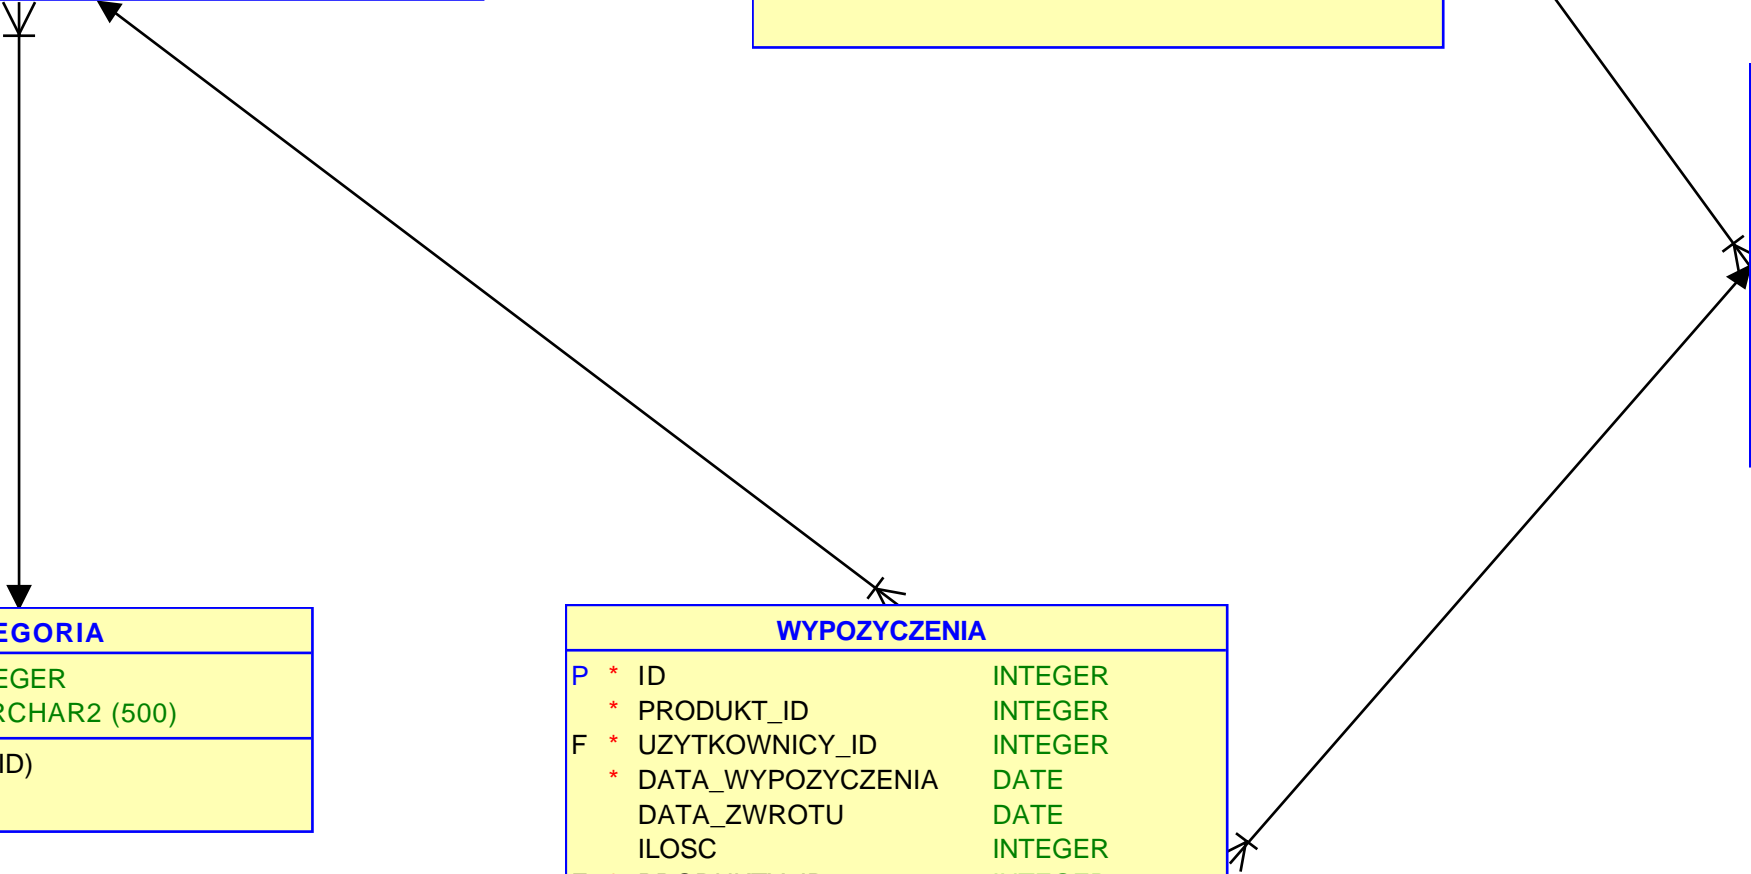 EGORIA
EGER
RCHAR2 (500)
ID)
WYPOZYCZENIA
P * ID INTEGER
* PRODUKT_ID INTEGER
F * UZYTKOWNICY_ID INTEGER
* DATA_WYPOZYCZENIA DATE
DATA_ZWROTU DATE
ILOSC INTEGER